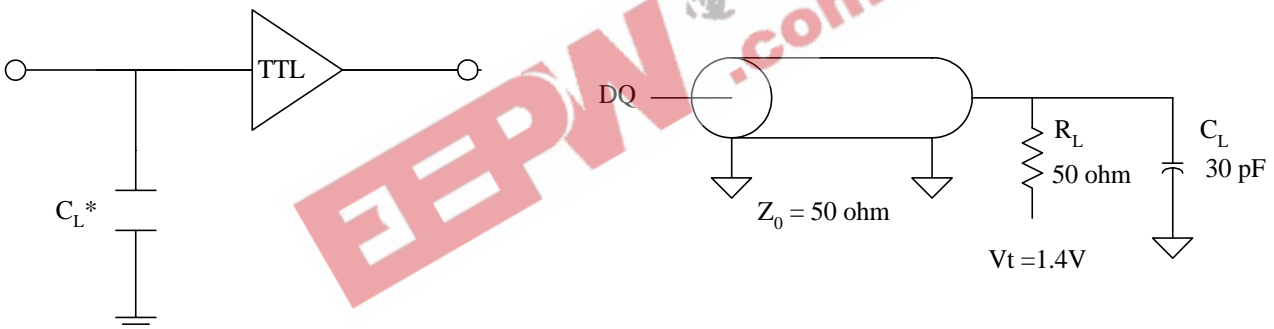 TTL
C_L*
DQ
Z_0 = 50 ohm
R_L
50 ohm
Vt =1.4V
C_L
30 pF
EEPW
.com